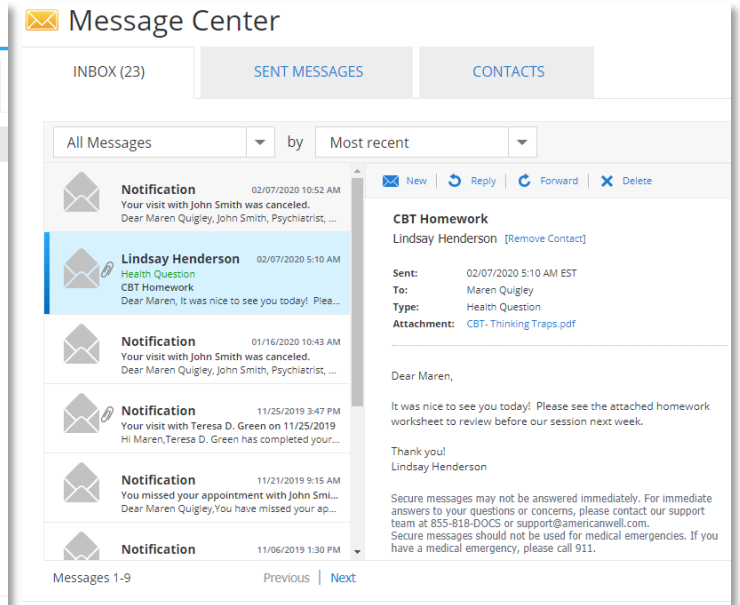 Message Center
INBOX (23)
SENT MESSAGES
CONTACTS
All Messages
by
Most recent
Notification 02/07/2020 10:52 AM
Your visit with John Smith was canceled.
Dear Maren Quigley, John Smith, Psychiatrist, ...
Lindsay Henderson 02/07/2020 5:10 AM
Health Question
CBT Homework
Dear Maren, It was nice to see you today! Plea...
Notification 01/16/2020 10:43 AM
Your visit with John Smith was canceled.
Dear Maren Quigley, John Smith, Psychiatrist, ...
Notification 11/25/2019 3:47 PM
Your visit with Teresa D. Green on 11/25/2019
Hi Maren,Teresa D. Green has completed your...
Notification 11/21/2019 9:15 AM
You missed your appointment with John Smi...
Dear Maren Quigley,You have missed your ap...
Notification 11/06/2019 1:30 PM
Messages 1-9
Previous | Next
New | Reply | Forward | Delete
CBT Homework
Lindsay Henderson [Remove Contact]
Sent: 02/07/2020 5:10 AM EST
To: Maren Quigley
Type: Health Question
Attachment: CBT- Thinking Traps.pdf
Dear Maren,
It was nice to see you today! Please see the attached homework
worksheet to review before our session next week.
Thank you!
Lindsay Henderson
Secure messages may not be answered immediately. For immediate
answers to your questions or concerns, please contact our support
team at 855-818-DOCS or support@americanwell.com.
Secure messages should not be used for medical emergencies. If you
have a medical emergency, please call 911.